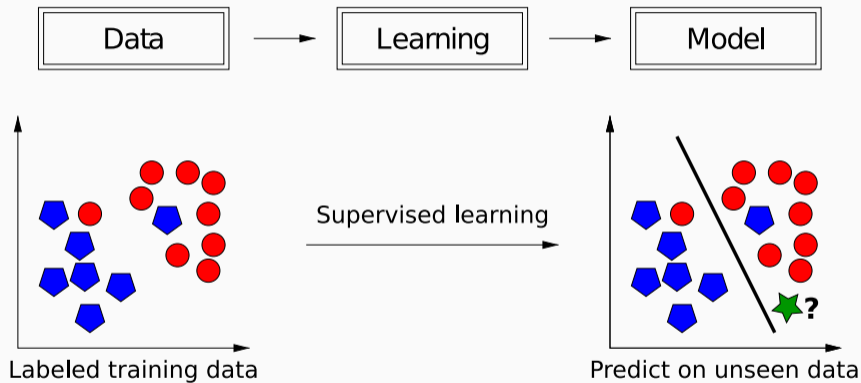 Data
Learning
Model
Supervised learning
?
Labeled training data
Predict on unseen data